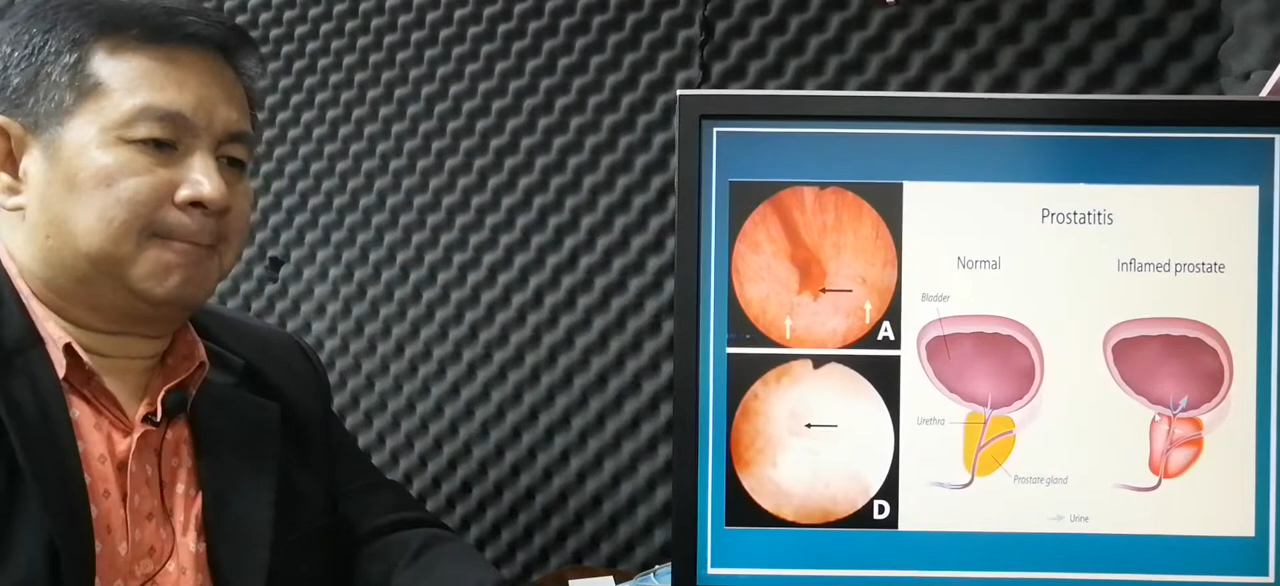 A
D
Prostatitis
Normal
Inflamed prostate
Bladder
Urethra
Prostate gland
Urine